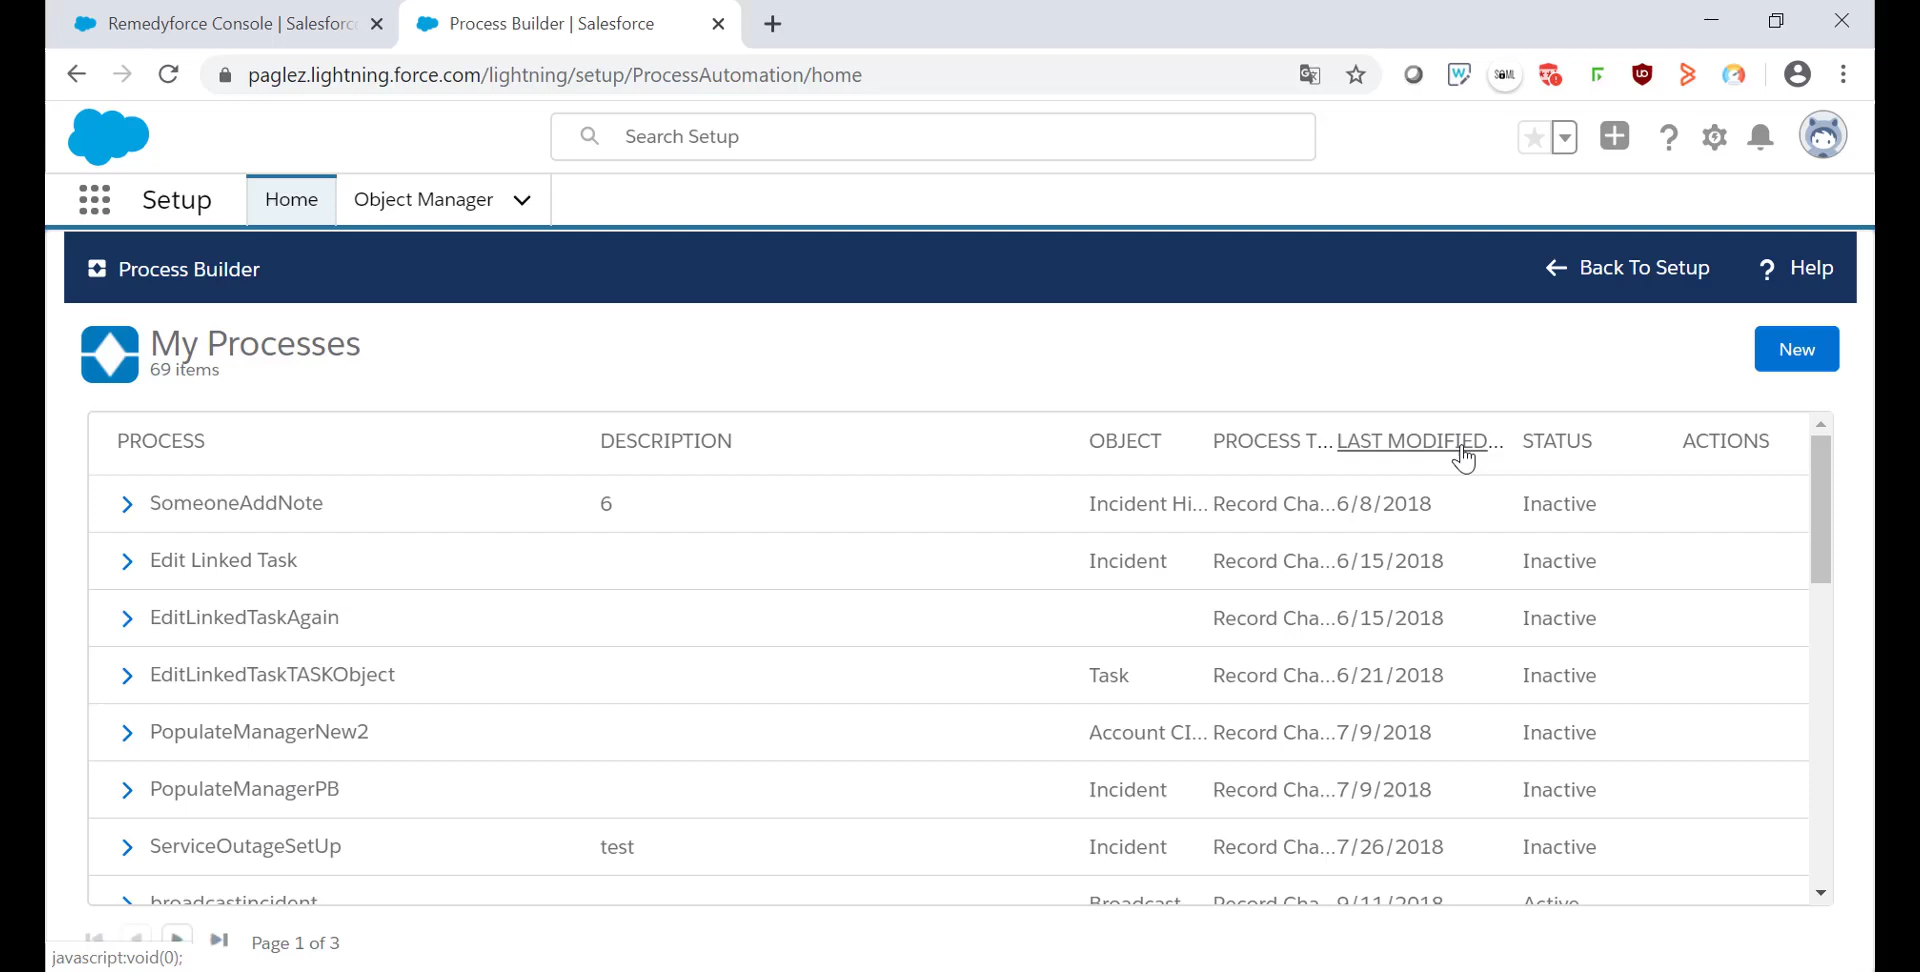 Remedyforce Console | Salesforc
Process Builder | Salesforce
paglez.lightning.force.com/lightning/setup/ProcessAutomation/home
Search Setup
Setup
Home
Object Manager
Process Builder
Back To Setup
? Help
My Processes
69 items
New
PROCESS DESCRIPTION OBJECT PROCESS T... LAST MODIFIED... STATUS ACTIONS
SomeoneAddNote 6 Incident Hi... Record Cha... 6/8/2018 Inactive
Edit Linked Task Incident Record Cha... 6/15/2018 Inactive
EditLinkedTaskAgain Record Cha... 6/15/2018 Inactive
EditLinkedTaskTASKObject Task Record Cha... 6/21/2018 Inactive
PopulateManagerNew2 Account CI... Record Cha... 7/9/2018 Inactive
PopulateManagerPB Incident Record Cha... 7/9/2018 Inactive
ServiceOutageSetUp test Incident Record Cha... 7/26/2018 Inactive
broadcastincident Broadcast Record Cha... 9/11/2018 Active
Page 1 of 3
javascript:void(0);